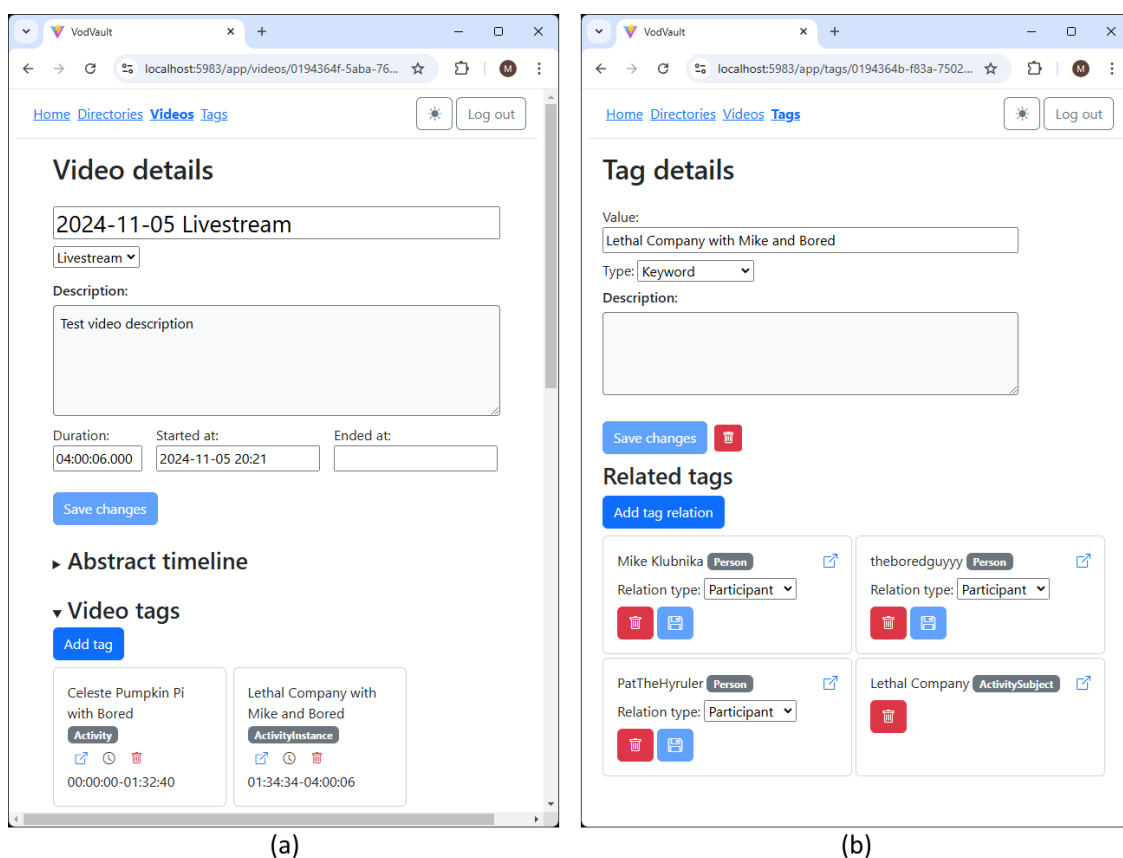 VodVault
localhost:5983/app/videos/0194364f-5aba-76...
M
Home Directories Videos Tags
Log out
Video details
2024-11-05 Livestream
Livestream
Description:
Test video description
Duration: Started at: Ended at:
04:00:06.000 2024-11-05 20:21
Save changes
Abstract timeline
Video tags
Add tag
Celeste Pumpkin Pi
with Bored
Activity
00:00:00-01:32:40
Lethal Company with
Mike and Bored
ActivityInstance
01:34:34-04:00:06
(a)
VodVault
localhost:5983/app/tags/0194364b-f83a-7502...
M
Home Directories Videos Tags
Log out
Tag details
Value:
Lethal Company with Mike and Bored
Type: Keyword
Description:
Save changes
Related tags
Add tag relation
Mike Klubnika Person
Relation type: Participant
theboredguyyy Person
Relation type: Participant
PatTheHyruler Person
Relation type: Participant
Lethal Company ActivitySubject
(b)